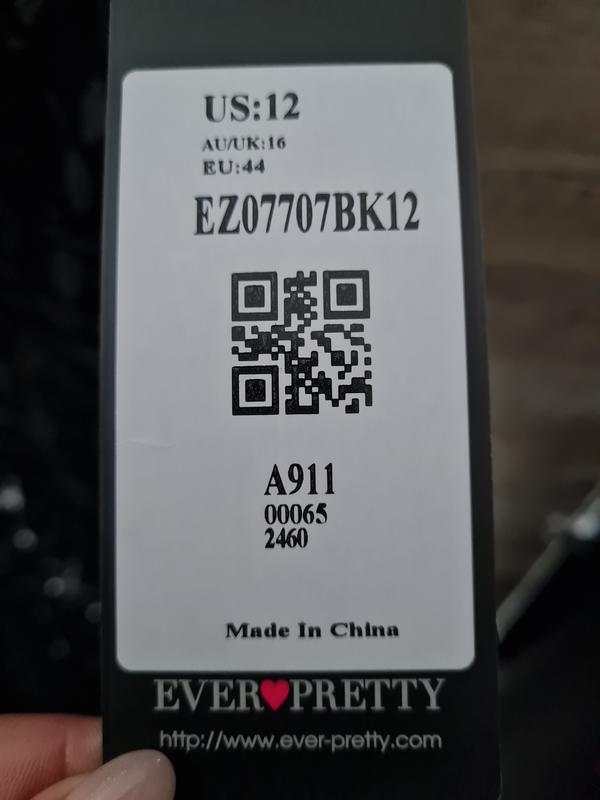 US:12
AU/UK:16
EU:44
EZ07707BK12
A911
00065
2460
Made In China
EVER♥PRETTY
http://www.ever-pretty.com